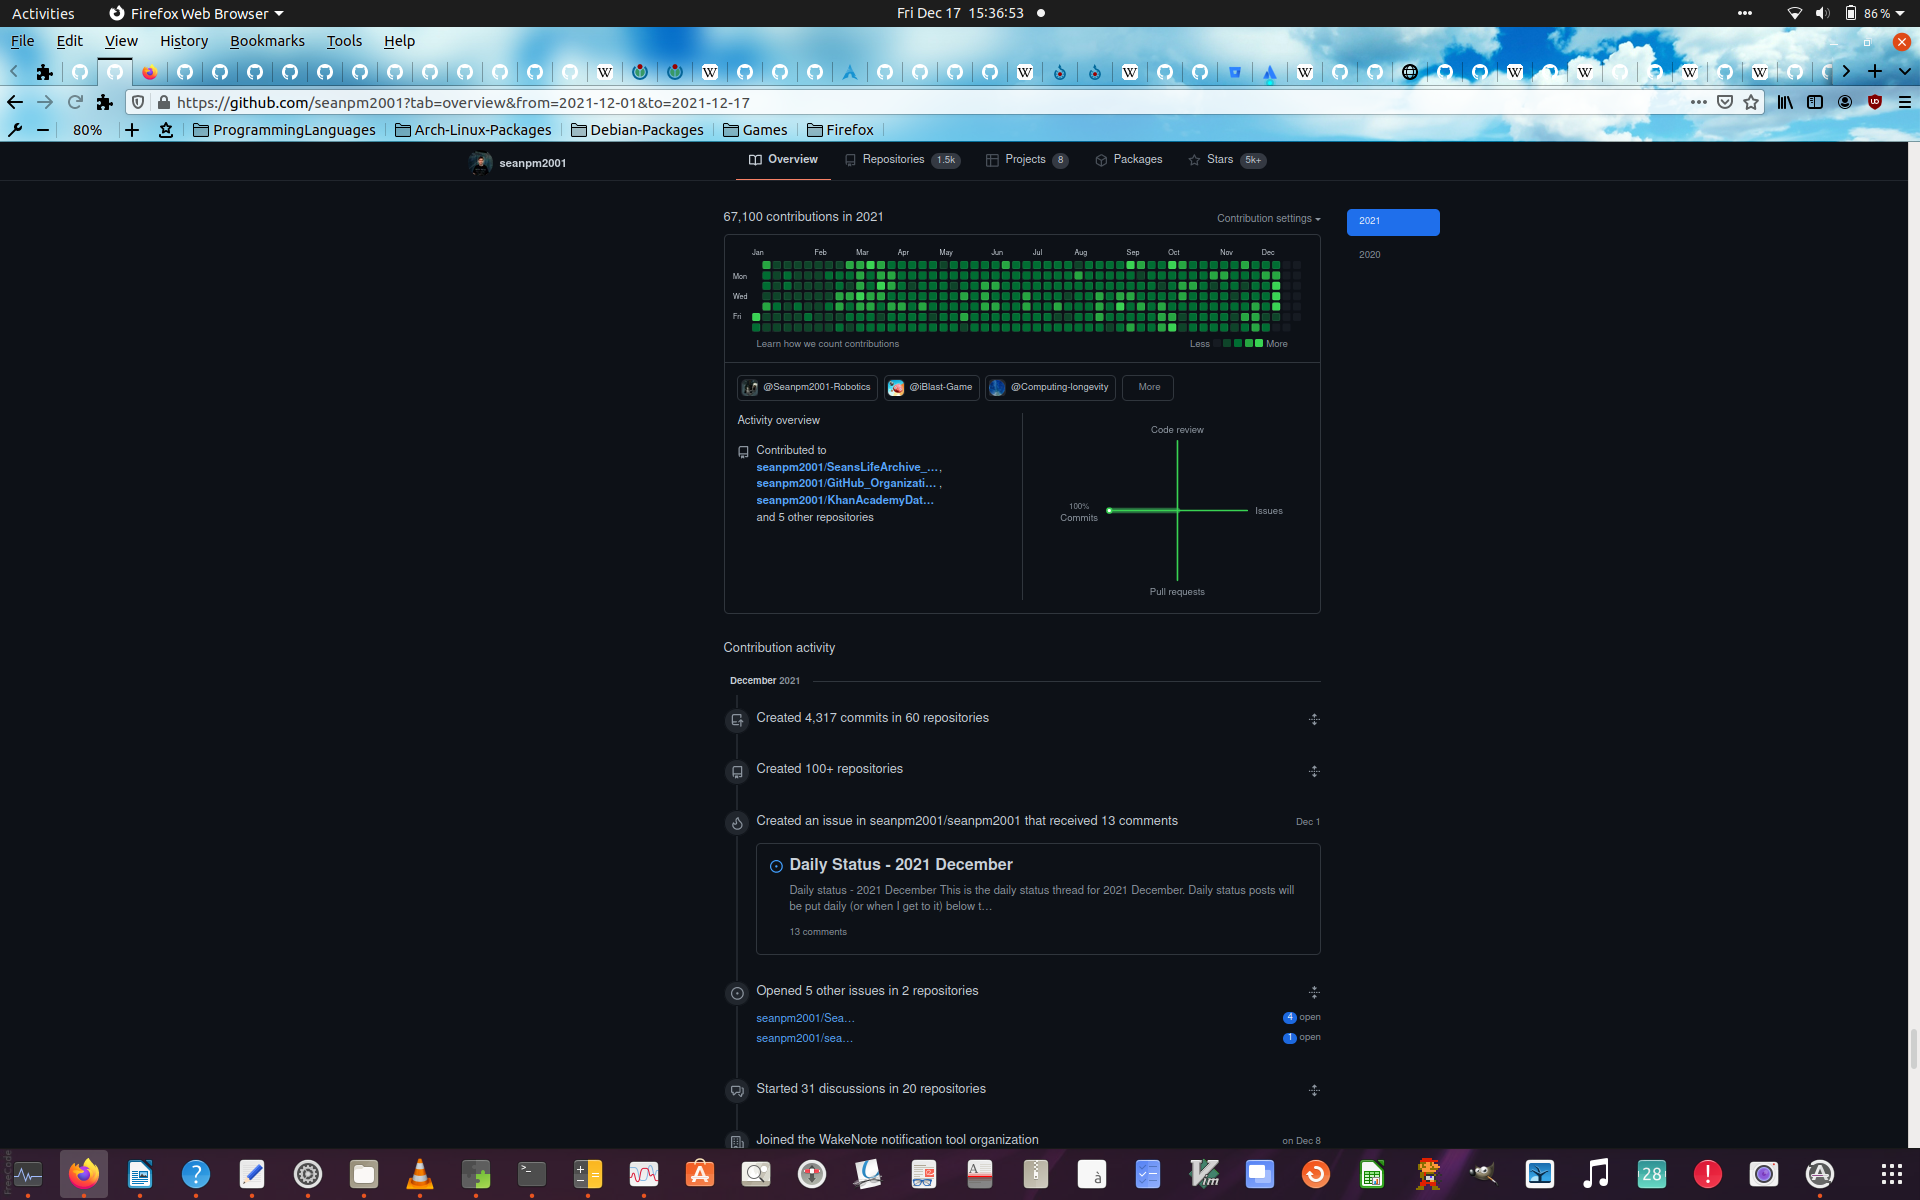 Activities
Firefox Web Browser
Fri Dec 17 15:36:53
86 %
File Edit View History Bookmarks Tools Help
https://github.com/seanpm2001?tab=overview&from=2021-12-01&to=2021-12-17
80%
ProgrammingLanguages
Arch-Linux-Packages
Debian-Packages
Games
Firefox
seanpm2001
Overview
Repositories 1.5k
Projects 8
Packages
Stars 5k+
67,100 contributions in 2021
Contribution settings
2021
2020
Jan Feb Mar Apr May Jun Jul Aug Sep Oct Nov Dec
Mon
Wed
Fri
Learn how we count contributions
Less
More
@Seanpm2001-Robotics
@iBlast-Game
@Computing-longevity
More
Activity overview
Contributed to
seanpm2001/SeansLifeArchive_…,
seanpm2001/GitHub_Organizati… ,
seanpm2001/KhanAcademyDat…
and 5 other repositories
Code review
100%
Commits
Issues
Pull requests
Contribution activity
December 2021
Created 4,317 commits in 60 repositories
Created 100+ repositories
Created an issue in seanpm2001/seanpm2001 that received 13 comments
Dec 1
Daily Status - 2021 December
Daily status - 2021 December This is the daily status thread for 2021 December. Daily status posts will
be put daily (or when I get to it) below t…
13 comments
Opened 5 other issues in 2 repositories
seanpm2001/Sea…
4 open
seanpm2001/sea…
1 open
Started 31 discussions in 20 repositories
Joined the WakeNote notification tool organization
on Dec 8
FreeCode
28